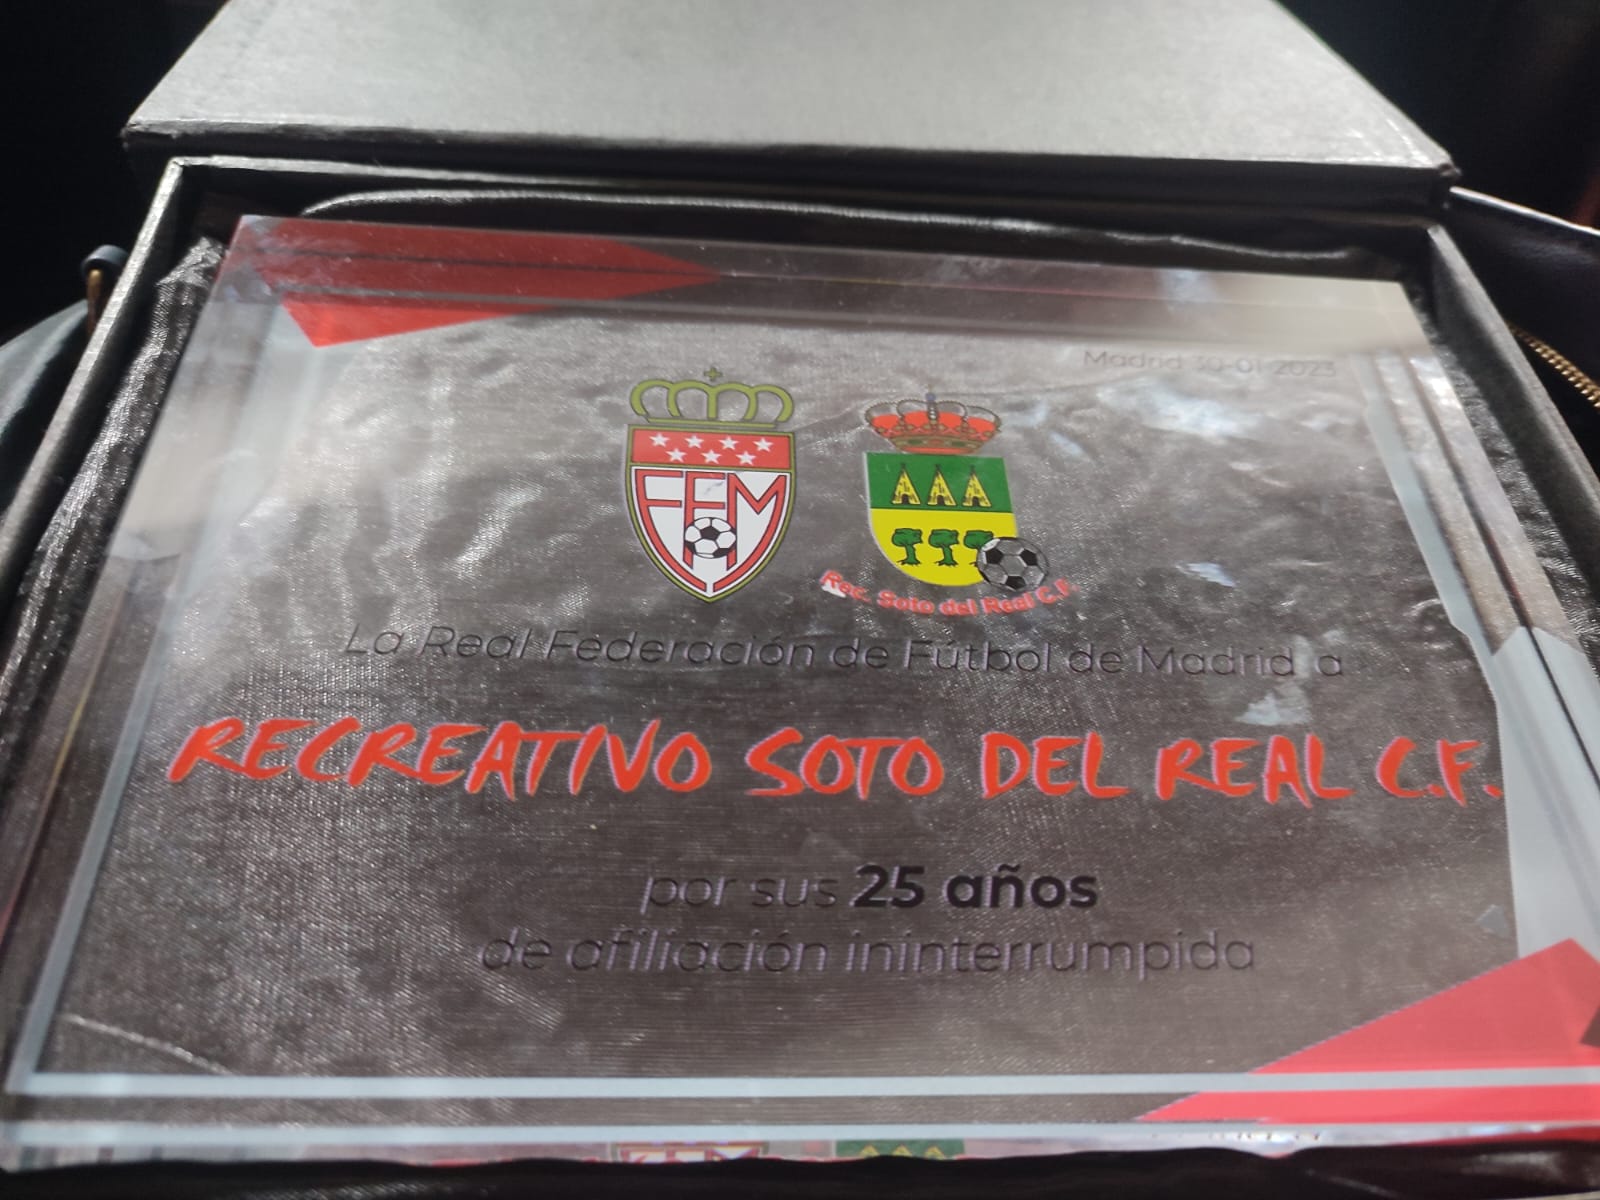 Madrid 30-01 2023
FFM
Rec. Soto del Real C.F.
La Real Federación de Fútbol de Madrid a
RECREATIVO SOTO DEL REAL C.F.
por sus 25 años
de afiliación ininterrumpida